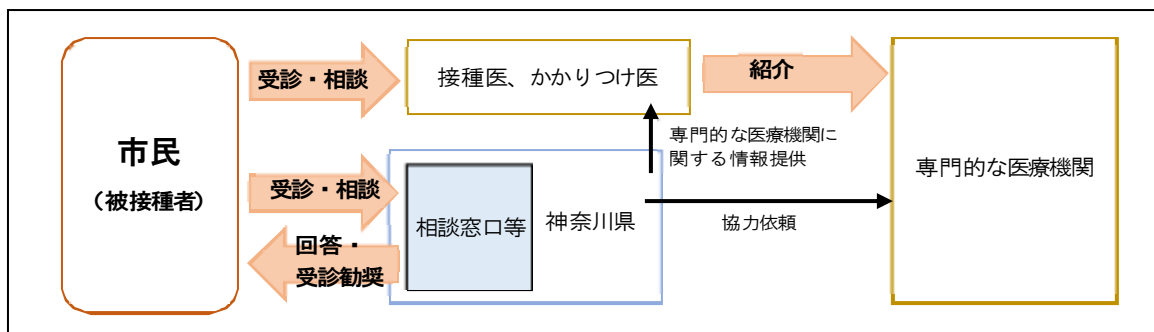 市民
(被接種者)
受診・相談
接種医、かかりつけ医
紹介
専門的な医療機関
専門的な医療機関に
関する情報提供
受診・相談
相談窓口等
神奈川県
協力依頼
回答・
受診勧奨